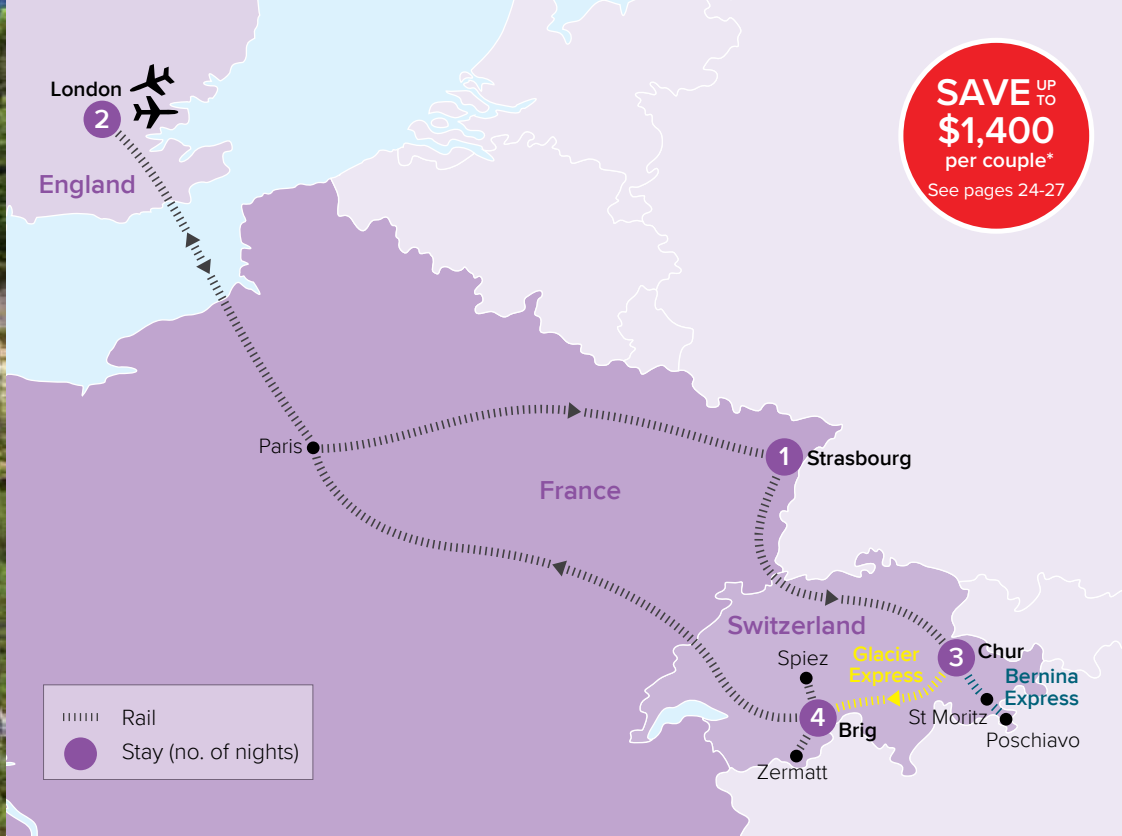 London
2
England
SAVE UP TO
$1,400
per couple*
See pages 24-27
Paris
1 Strasbourg
France
Switzerland
Spiez
Glacier
Express
3 Chur
Bernina
Express
St Moritz
Poschiavo
4 Brig
Zermatt
Rail
Stay (no. of nights)